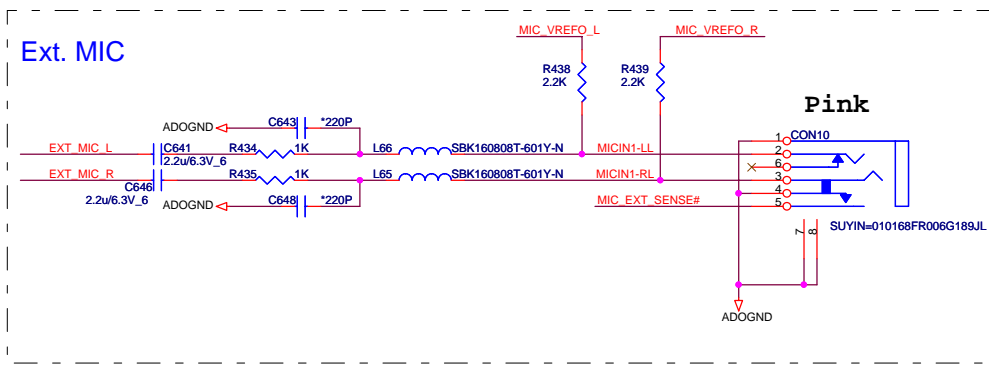 Ext. MIC
MIC_VREFO_L
MIC_VREFO_R
R438
2.2K
R439
2.2K
Pink
ADOGND
C643
*220P
1
CON10
EXT_MIC_L
C641
2.2u/6.3V_6
R434
1K
L66
SBK160808T-601Y-N
MICIN1-LL
2
6
EXT_MIC_R
C646
2.2u/6.3V_6
R435
1K
L65
SBK160808T-601Y-N
MICIN1-RL
3
4
ADOGND
C648
*220P
MIC_EXT_SENSE#
5
7
8
SUYIN=010168FR006G189JL
ADOGND